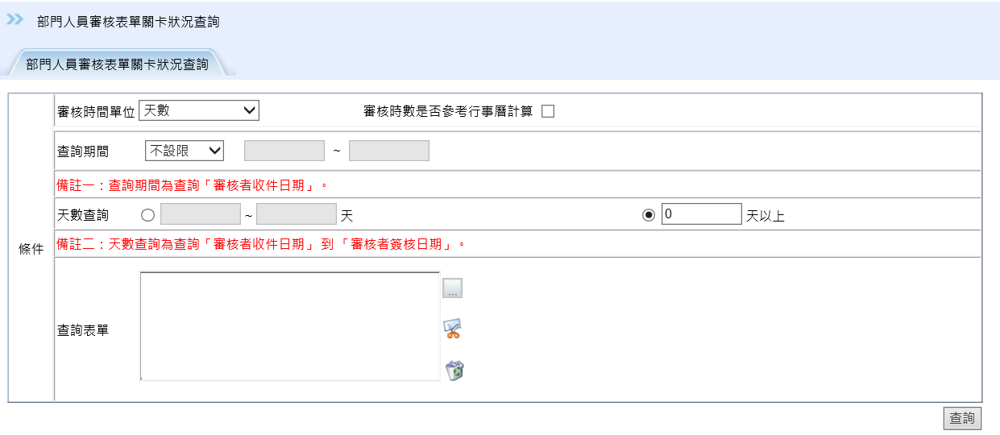 部門人員審核表單關卡狀況查詢
部門人員審核表單關卡狀況查詢
審核時間單位 天數 審核時數是否參考行事曆計算
查詢期間 不設限 ~
備註一：查詢期間為查詢「審核者收件日期」。
天數查詢 ~ 天 0 天以上
條件
備註二：天數查詢為查詢「審核者收件日期」 到 「審核者簽核日期」。
...
查詢表單
查詢